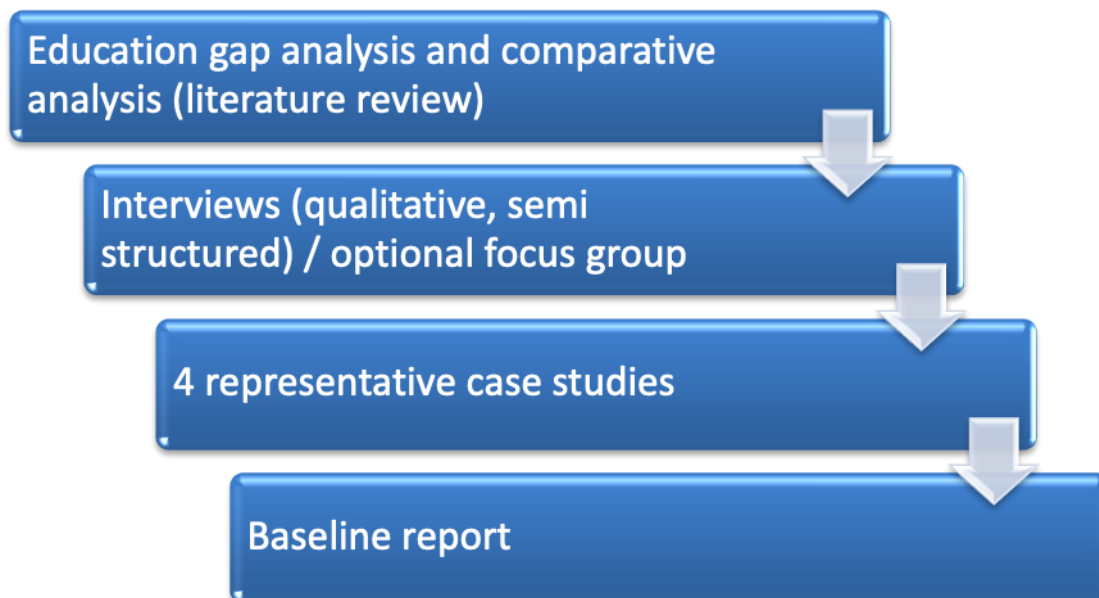 Education gap analysis and comparative
analysis (literature review)
Interviews (qualitative, semi
structured) / optional focus group
4 representative case studies
Baseline report